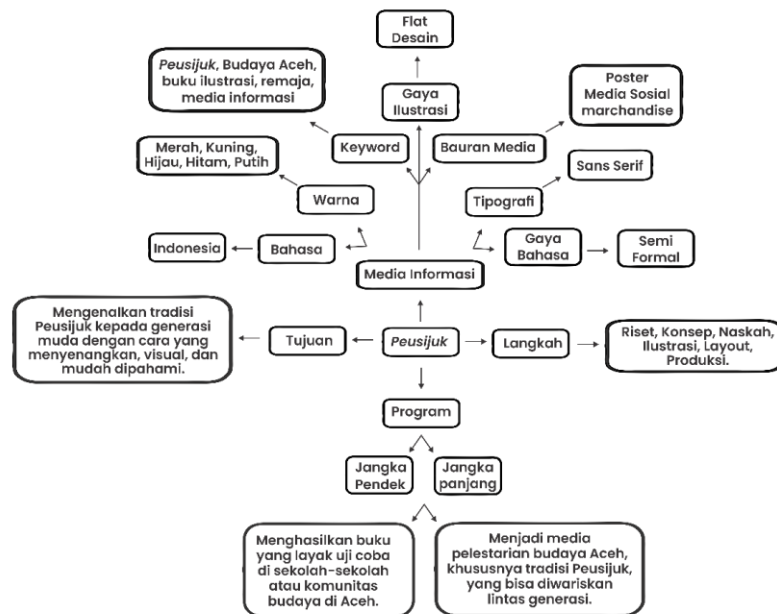 Flat
Desain
Peusijuk, Budaya Aceh,
buku ilustrasi, remaja,
media informasi
Gaya
Ilustrasi
Poster
Media Sosial
marchandise
Keyword
Bauran Media
Merah, Kuning,
Hijau, Hitam, Putih
Sans Serif
Warna
Tipografi
Indonesia
Bahasa
Gaya
Bahasa
Semi
Formal
Media Informasi
Mengenalkan tradisi
Peusijuk kepada generasi
muda dengan cara yang
menyenangkan, visual, dan
mudah dipahami.
Tujuan
Peusijuk
Langkah
Riset, Konsep, Naskah,
Ilustrasi, Layout,
Produksi.
Program
Jangka
Pendek
Jangka
panjang
Menghasilkan buku
yang layak uji coba
di sekolah-sekolah
atau komunitas
budaya di Aceh.
Menjadi media
pelestarian budaya Aceh,
khususnya tradisi Peusijuk,
yang bisa diwariskan
lintas generasi.